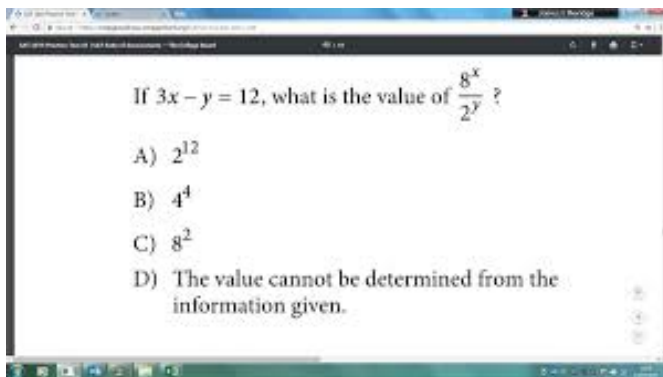 If 3x – y = 12, what is the value of 8^x/2^y ?
A) 2^12
B) 4^4
C) 8^2
D) The value cannot be determined from the
information given.